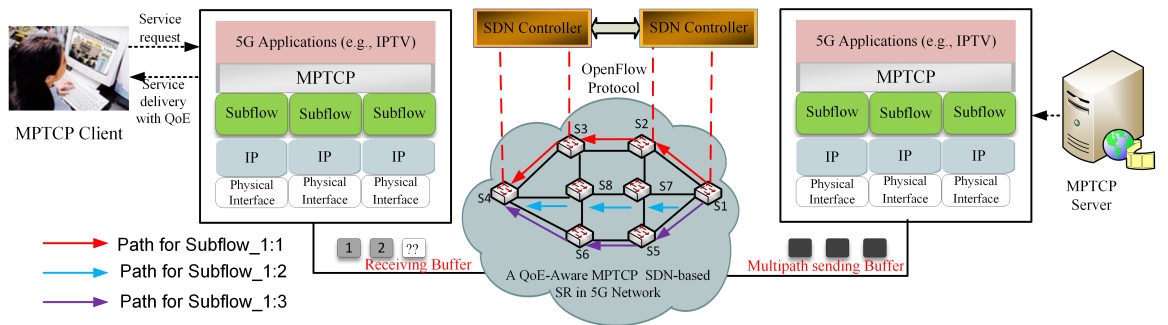 Service
request
Service
delivery
with QoE
MPTCP Client
5G Applications (e.g., IPTV)
MPTCP
Subflow Subflow Subflow
IP IP IP
Physical
Interface
Physical
Interface
Physical
Interface
SDN Controller
SDN Controller
OpenFlow
Protocol
S3
S2
S4
S8
S7
S1
S6
S5
A QoE-Aware MPTCP SDN-based
SR in 5G Network
5G Applications (e.g., IPTV)
MPTCP
Subflow Subflow Subflow
IP IP IP
Physical
Interface
Physical
Interface
Physical
Interface
MPTCP
Server
Path for Subflow_1:1
Path for Subflow_1:2
Path for Subflow_1:3
1 2 ??
Receiving Buffer
Multipath sending Buffer